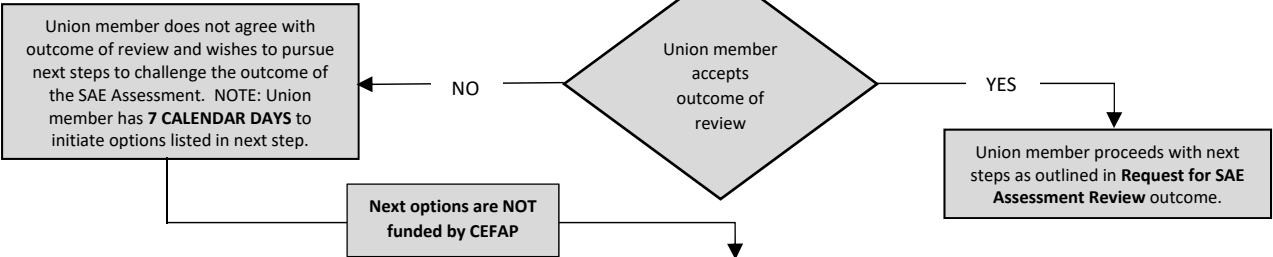 Union member does not agree with
outcome of review and wishes to pursue
next steps to challenge the outcome of
the SAE Assessment.  NOTE: Union
member has 7 CALENDAR DAYS to
initiate options listed in next step.
NO
Union member
accepts
outcome of
review
YES
Union member proceeds with next
steps as outlined in Request for SAE
Assessment Review outcome.
Next options are NOT
funded by CEFAP